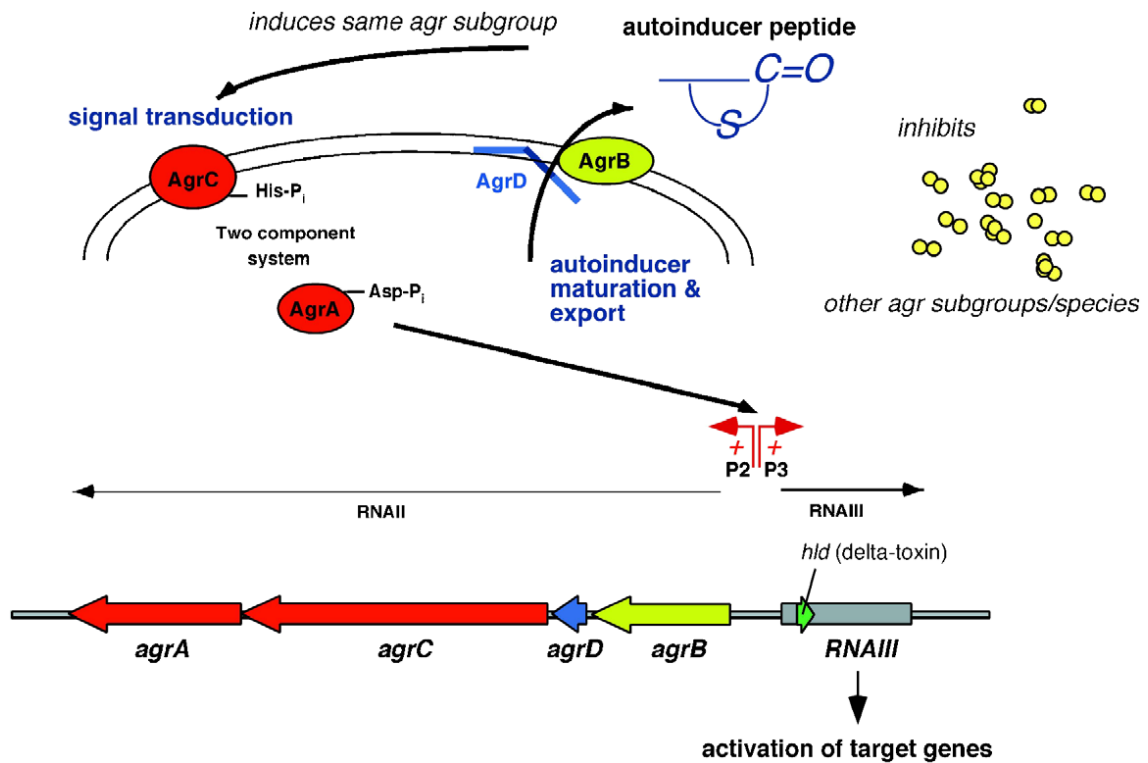 induces same agr subgroup
autoinducer peptide
C=O
S
signal transduction
inhibits
AgrC
His-Pi
AgrD
AgrB
Two component
system
autoinducer
maturation &
export
AgrA
Asp-Pi
other agr subgroups/species
+ +
P2 P3
RNAII
RNAIII
hld (delta-toxin)
agrA
agrC
agrD
agrB
RNAIII
activation of target genes